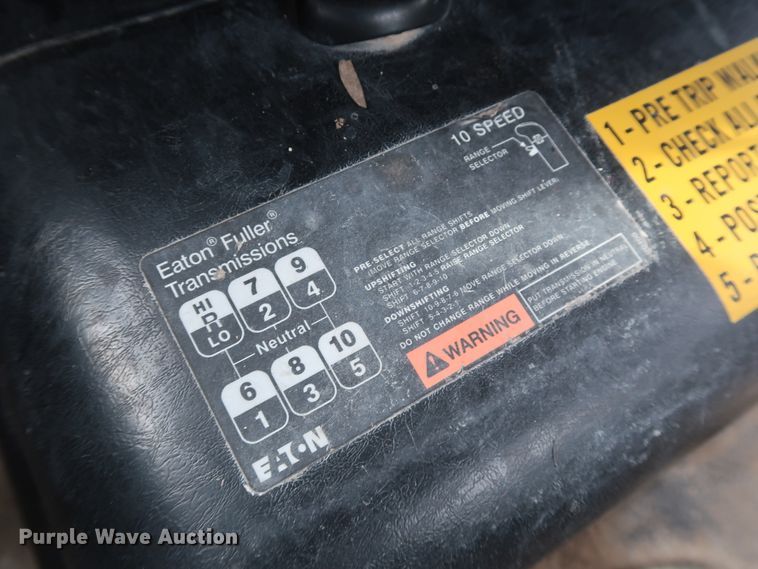 Eaton® Fuller®
Transmissions
10 SPEED
RANGE
SELECTOR
HI
R
LO
7
2
9
4
Neutral
6
1
8
3
10
5
EATON
PRE-SELECT ALL RANGE SHIFTS
(MOVE RANGE SELECTOR BEFORE MOVING SHIFT LEVER)
UPSHIFTING
START WITH RANGE SELECTOR DOWN
SHIFT 1-2-3-4-5 RAISE RANGE SELECTOR
SHIFT 6-7-8-9-10
DOWNSHIFTING
SHIFT 10-9-8-7-6 MOVE RANGE SELECTOR DOWN
SHIFT 5-4-3-2-1
DO NOT CHANGE RANGE WHILE MOVING IN REVERSE
WARNING
PUT TRANSMISSION IN NEUTRAL
BEFORE STARTING ENGINE
1 - PRE TRIP
2 - CHECK ALL
3 - REPORT
4 -
5 -
Purple Wave Auction